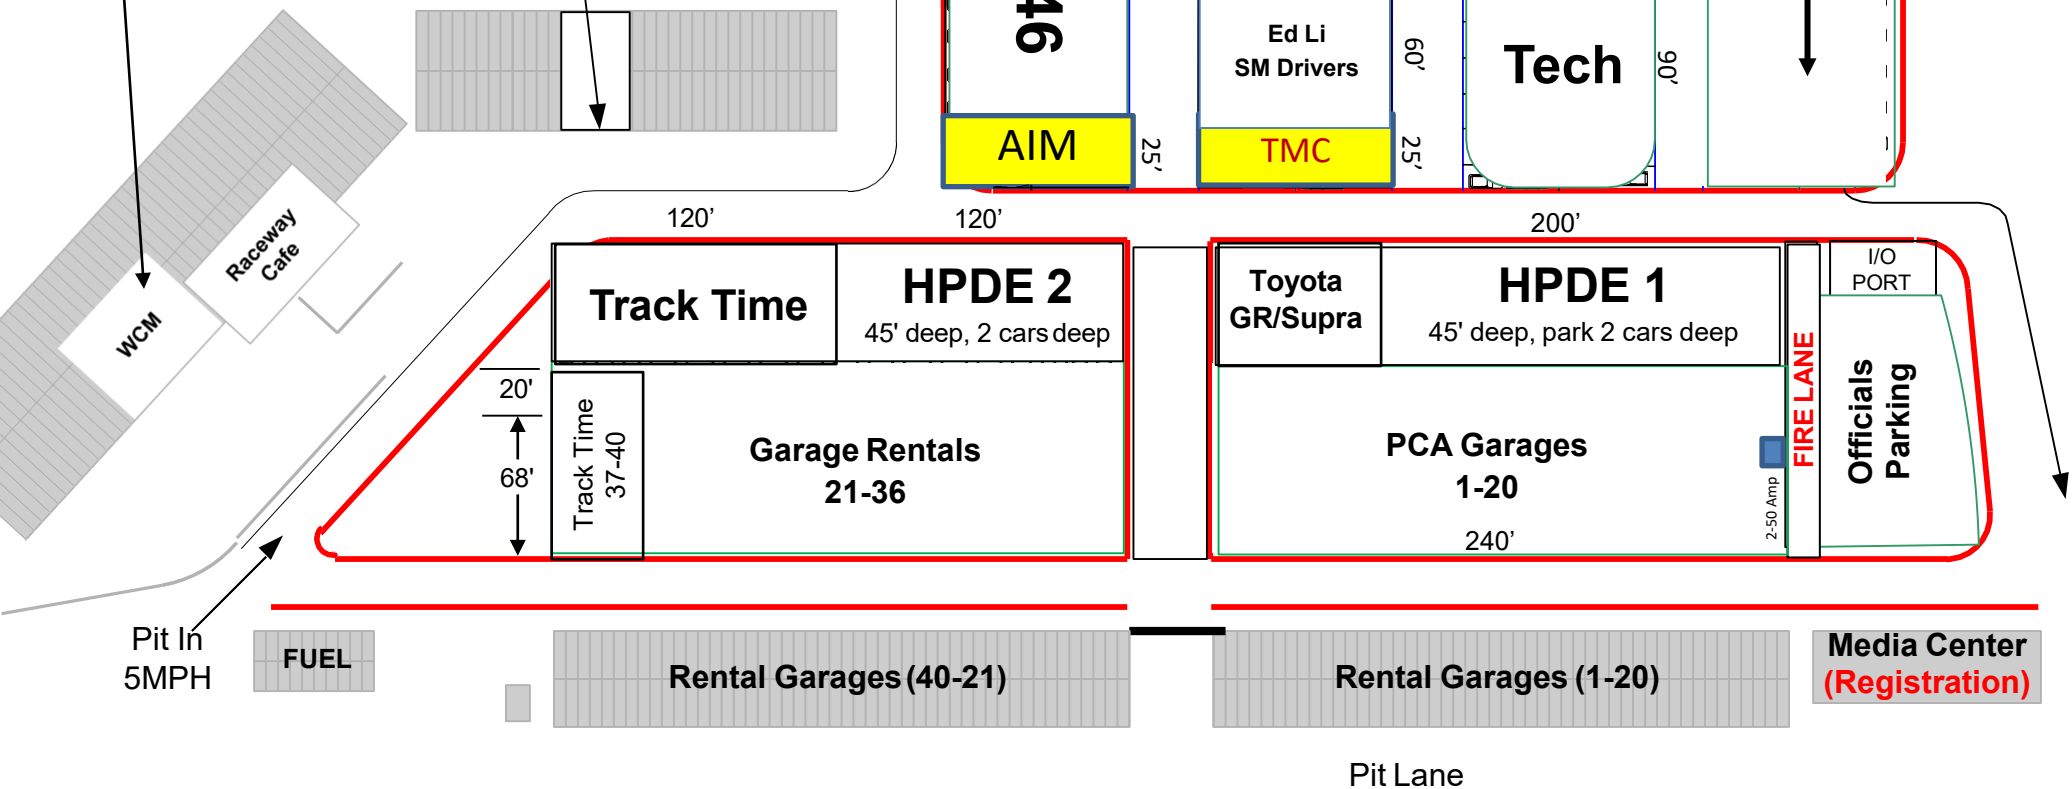 46
Ed Li
SM Drivers
60’
Tech
90’
AIM
25’
TMC
25’
Raceway
Cafe
WCM
120’
120’
200’
Track Time
HPDE 2
45' deep, 2 cars deep
Toyota
GR/Supra
HPDE 1
45' deep, park 2 cars deep
I/O
PORT
20'
68'
Track Time
37-40
Garage Rentals
21-36
PCA Garages
1-20
240'
2-50 Amp
FIRE LANE
Officials
Parking
Pit In
5MPH
FUEL
Rental Garages (40-21)
Rental Garages (1-20)
Media Center
(Registration)
Pit Lane